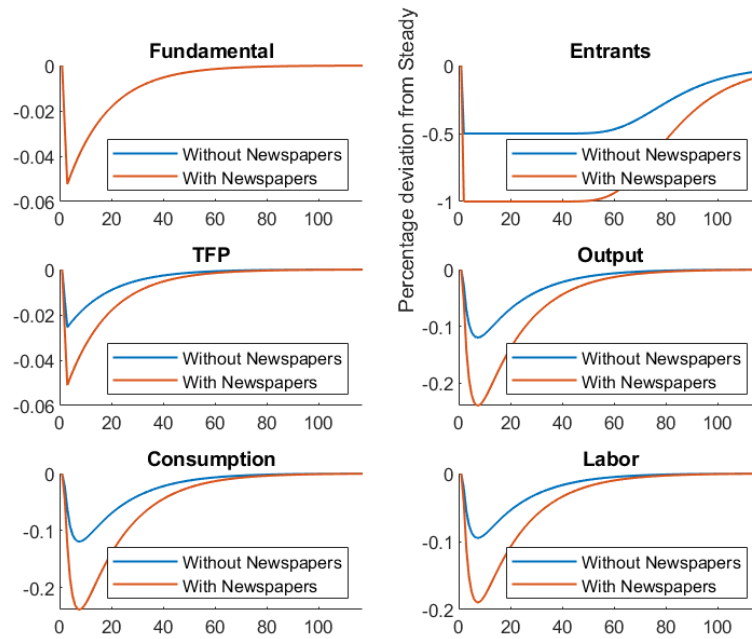 Fundamental
0
-0.02
-0.04
-0.06
Without Newspapers
With Newspapers
0 20 40 60 80 100
Percentage deviation from Steady
Entrants
0
-0.5
-1
Without Newspapers
With Newspapers
0 20 40 60 80 100
TFP
0
-0.02
-0.04
-0.06
Without Newspapers
With Newspapers
0 20 40 60 80 100
Output
0
-0.1
-0.2
Without Newspapers
With Newspapers
0 20 40 60 80 100
Consumption
0
-0.1
-0.2
Without Newspapers
With Newspapers
0 20 40 60 80 100
Labor
0
-0.1
-0.2
Without Newspapers
With Newspapers
0 20 40 60 80 100